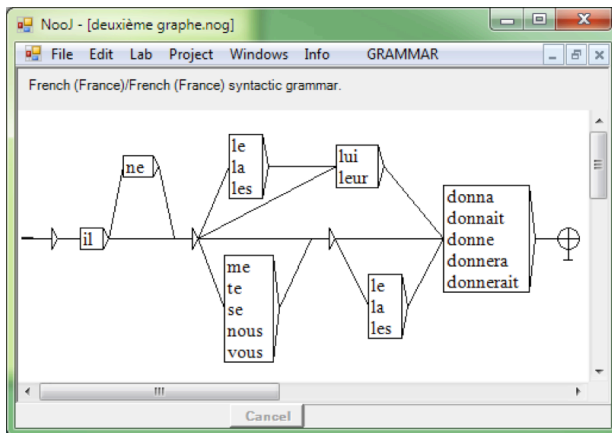 NooJ - [deuxième graphe.nog]
File Edit Lab Project Windows Info GRAMMAR
French (France)/French (France) syntactic grammar.
ne
le
la
les
lui
leur
il
donna
donnait
donne
donnera
donnerait
me
te
se
nous
vous
le
la
les
Cancel